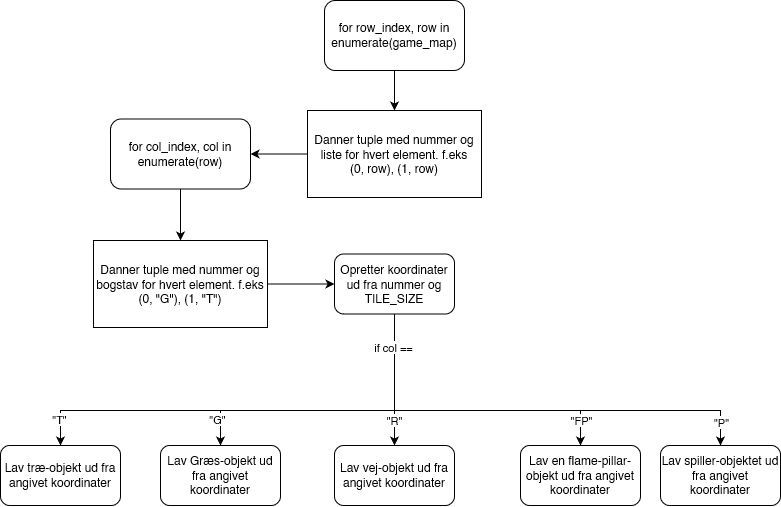 for row_index, row in
enumerate(game_map)
Danner tuple med nummer og
liste for hvert element. f.eks
(0, row), (1, row)
for col_index, col in
enumerate(row)
Danner tuple med nummer og
bogstav for hvert element. f.eks
(0, "G"), (1, "T")
Opretter koordinater
ud fra nummer og
TILE_SIZE
if col ==
"T"
"G"
"R"
"FP"
"P"
Lav træ-objekt ud fra
angivet koordinater
Lav Græs-objekt ud
fra angivet
koordinater
Lav vej-objekt ud fra
angivet koordinater
Lav en flame-pillar-
objekt ud fra angivet
koordinater
Lav spiller-objektet ud
fra angivet
koordinater